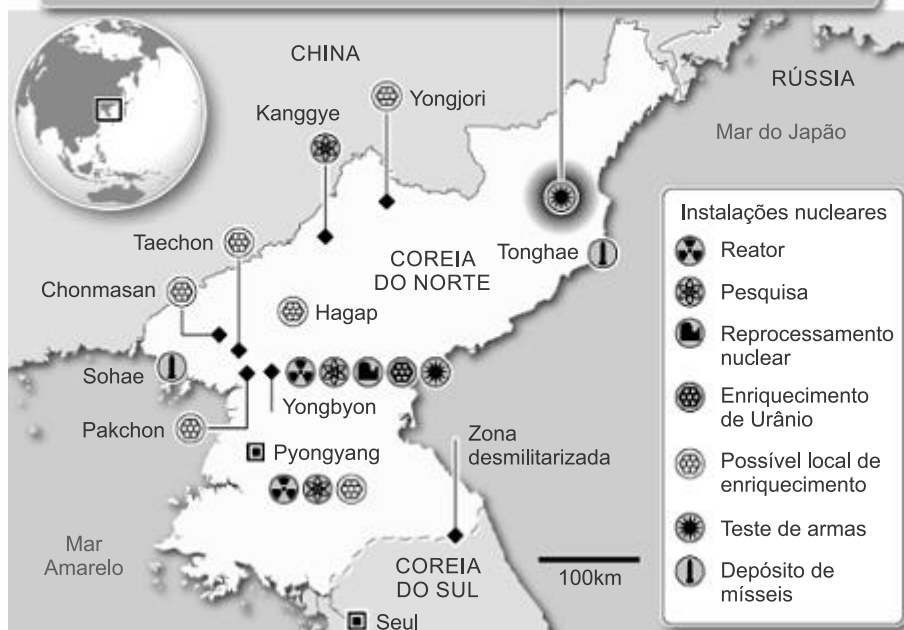 CHINA
RÚSSIA
Yongjori
Kanggye
Mar do Japão
Taechon
Instalações nucleares
Reator
Pesquisa
Reprocessamento
nuclear
Enriquecimento
de Urânio
Possível local de
enriquecimento
Teste de armas
Depósito de
mísseis
COREIA
DO NORTE
Tonghae
Chonmasan
Hagap
Sohae
Yongbyon
Pakchon
Zona
desmilitarizada
Pyongyang
Mar
Amarelo
COREIA
DO SUL
100km
Seul